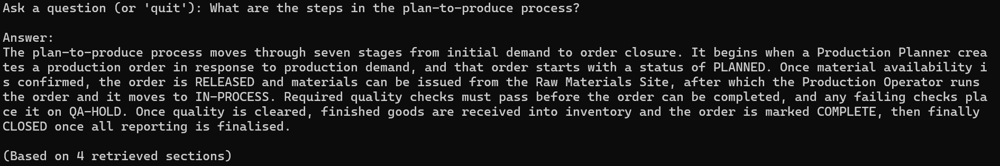 Ask a question (or 'quit'): What are the steps in the plan-to-produce process?
Answer:
The plan-to-produce process moves through seven stages from initial demand to order closure. It begins when a Production Planner crea
tes a production order in response to production demand, and that order starts with a status of PLANNED. Once material availability i
s confirmed, the order is RELEASED and materials can be issued from the Raw Materials Site, after which the Production Operator runs
the order and it moves to IN-PROCESS. Required quality checks must pass before the order can be completed, and any failing checks pla
ce it on QA-HOLD. Once quality is cleared, finished goods are received into inventory and the order is marked COMPLETE, then finally
CLOSED once all reporting is finalised.
(Based on 4 retrieved sections)